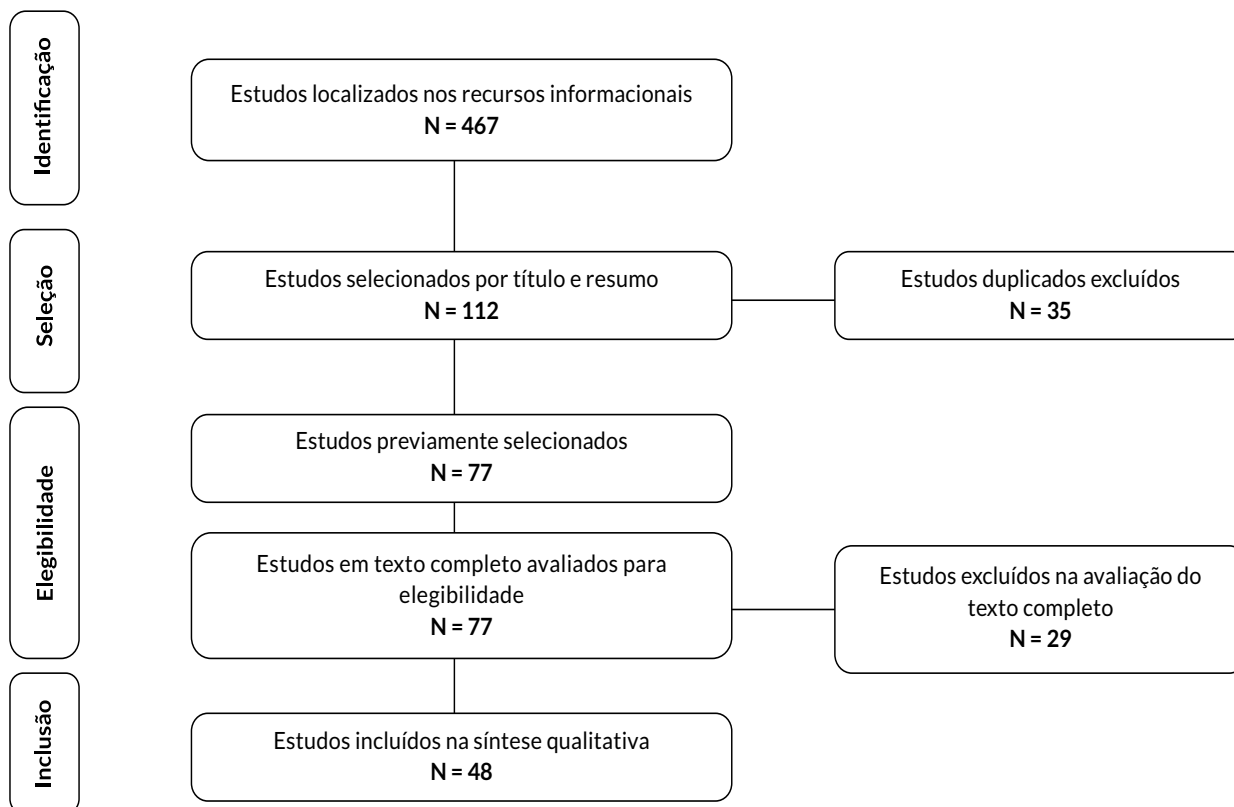 Identificação
Estudos localizados nos recursos informacionais
N = 467
Seleção
Estudos selecionados por título e resumo
N = 112
Estudos duplicados excluídos
N = 35
Elegibilidade
Estudos previamente selecionados
N = 77
Estudos em texto completo avaliados para
elegibilidade
N = 77
Estudos excluídos na avaliação do
texto completo
N = 29
Inclusão
Estudos incluídos na síntese qualitativa
N = 48